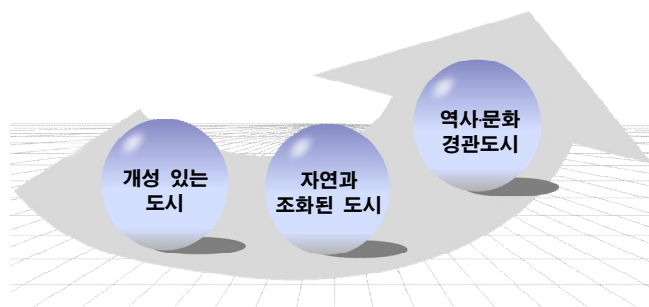 개성 있는
도시
자연과
조화된 도시
역사·문화
경관도시